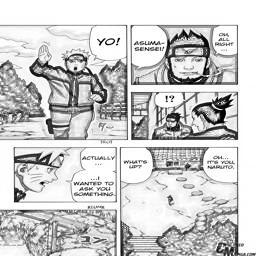 OH,
ALL
RIGHT
...
ASUMA-
SENSEI!
!?
YO!
OH...
IT'S YOU,
NARUTO.
WHAT'S
UP?
ACTUALLY
...
...I
WANTED TO
ASK YOU
SOMETHING.